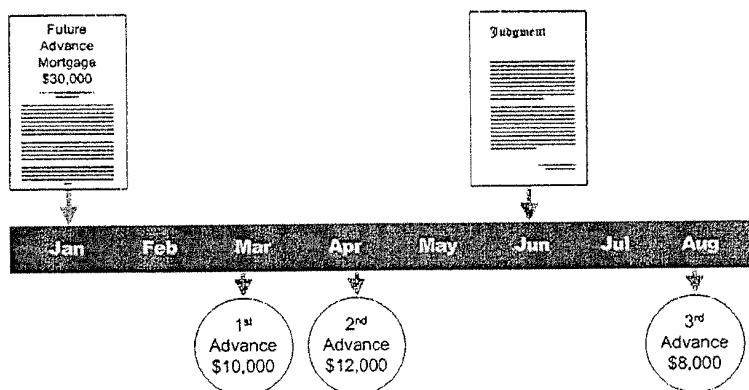 Future
Advance
Mortgage
$30,000
Judgment
Jan Feb Mar Apr May Jun Jul Aug
1st
Advance
$10,000
2nd
Advance
$12,000
3rd
Advance
$8,000